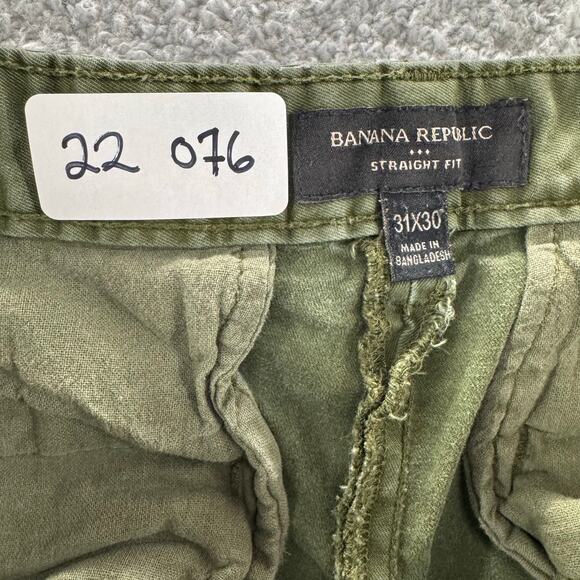 22 076
BANANA REPUBLIC
STRAIGHT FIT
31X30
MADE IN
BANGLADESH